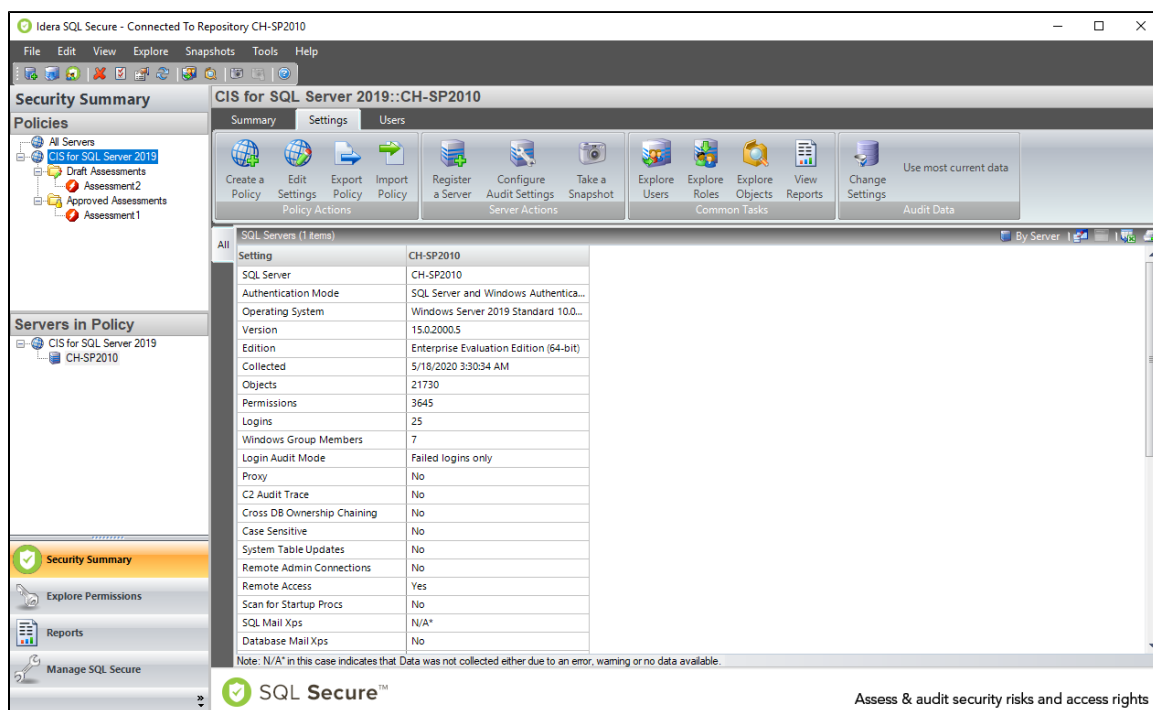 Idera SQL Secure - Connected To Repository CH-SP2010
File Edit View Explore Snapshots Tools Help
Security Summary
CIS for SQL Server 2019::CH-SP2010
Policies
Summary Settings Users
All Servers
CIS for SQL Server 2019
Draft Assessments
Assessment2
Approved Assessments
Assessment1
Create a Policy
Edit Settings
Export Policy
Import Policy
Policy Actions
Register a Server
Configure Audit Settings
Take a Snapshot
Server Actions
Explore Users
Explore Roles
Explore Objects
View Reports
Common Tasks
Change Settings
Use most current data
Audit Data
All
SQL Servers (1 items)
By Server
Setting CH-SP2010
SQL Server CH-SP2010
Authentication Mode SQL Server and Windows Authentica...
Operating System Windows Server 2019 Standard 10.0...
Version 15.0.2000.5
Edition Enterprise Evaluation Edition (64-bit)
Collected 5/18/2020 3:30:34 AM
Objects 21730
Permissions 3645
Logins 25
Windows Group Members 7
Login Audit Mode Failed logins only
Proxy No
C2 Audit Trace No
Cross DB Ownership Chaining No
Case Sensitive No
System Table Updates No
Remote Admin Connections No
Remote Access Yes
Scan for Startup Procs No
SQL Mail Xps N/A*
Database Mail Xps No
Note: N/A* in this case indicates that Data was not collected either due to an error, warning or no data available.
Servers in Policy
CIS for SQL Server 2019
CH-SP2010
Security Summary
Explore Permissions
Reports
Manage SQL Secure
SQL Secure™
Assess & audit security risks and access rights